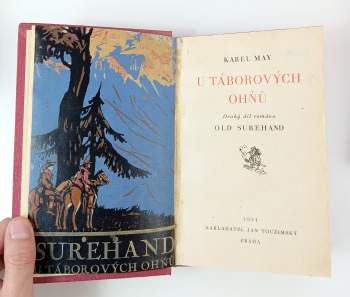 SUREHAND
U TÁBOROVÝCH OHŇŮ
KAREL MAY
U TÁBOROVÝCH
OHŇŮ
Druhý díl románu
OLD SUREHAND
1934
NAKLADATEL JAN TOUŽIMSKÝ
PRAHA